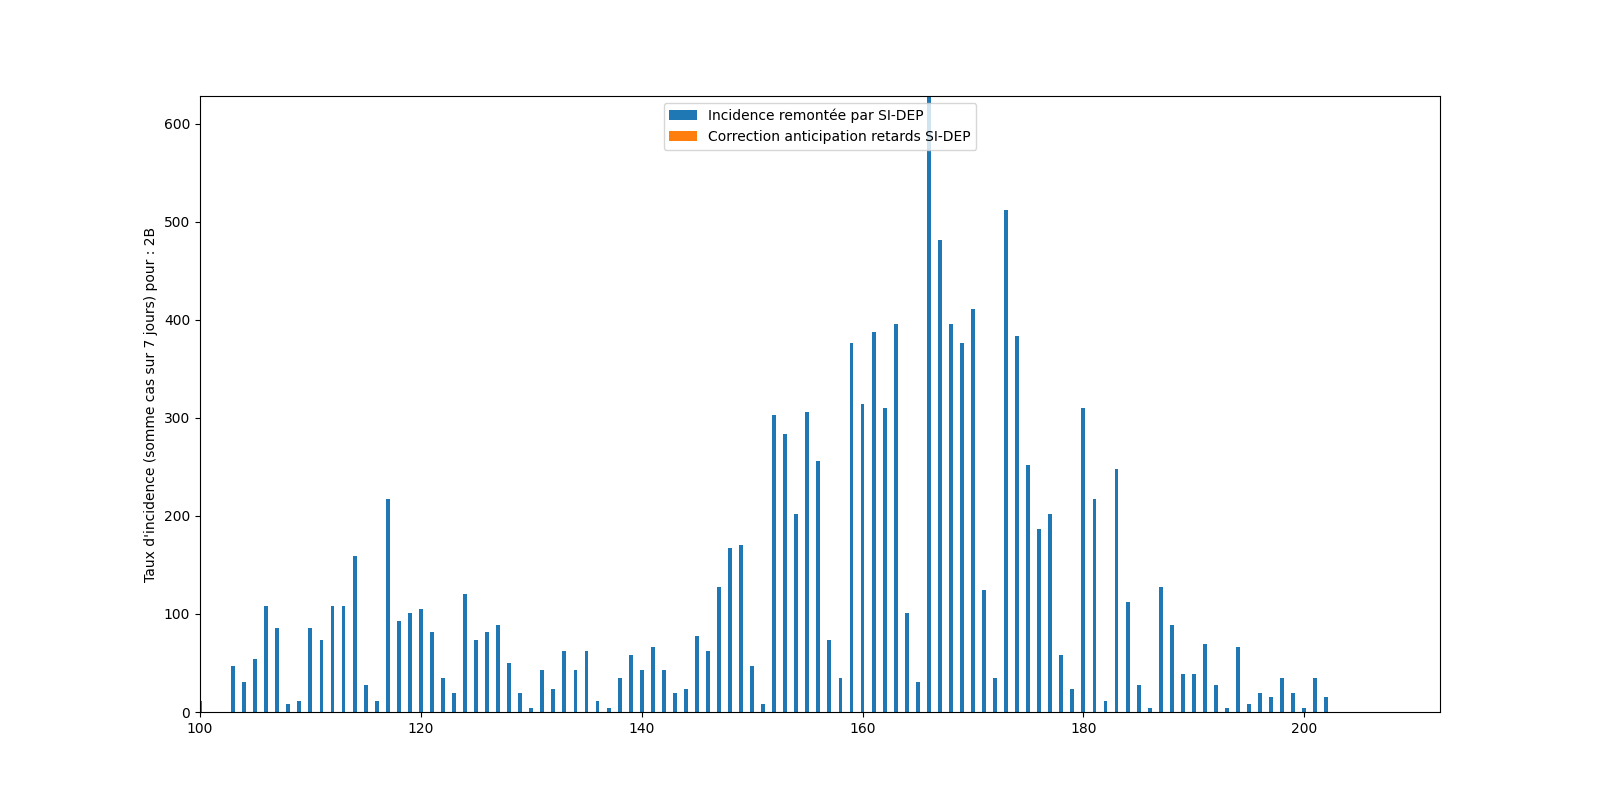 Incidence remontée par SI-DEP
Correction anticipation retards SI-DEP
Taux d'incidence (somme cas sur 7 jours) pour : 2B
600
500
400
300
200
100
0
100 120 140 160 180 200